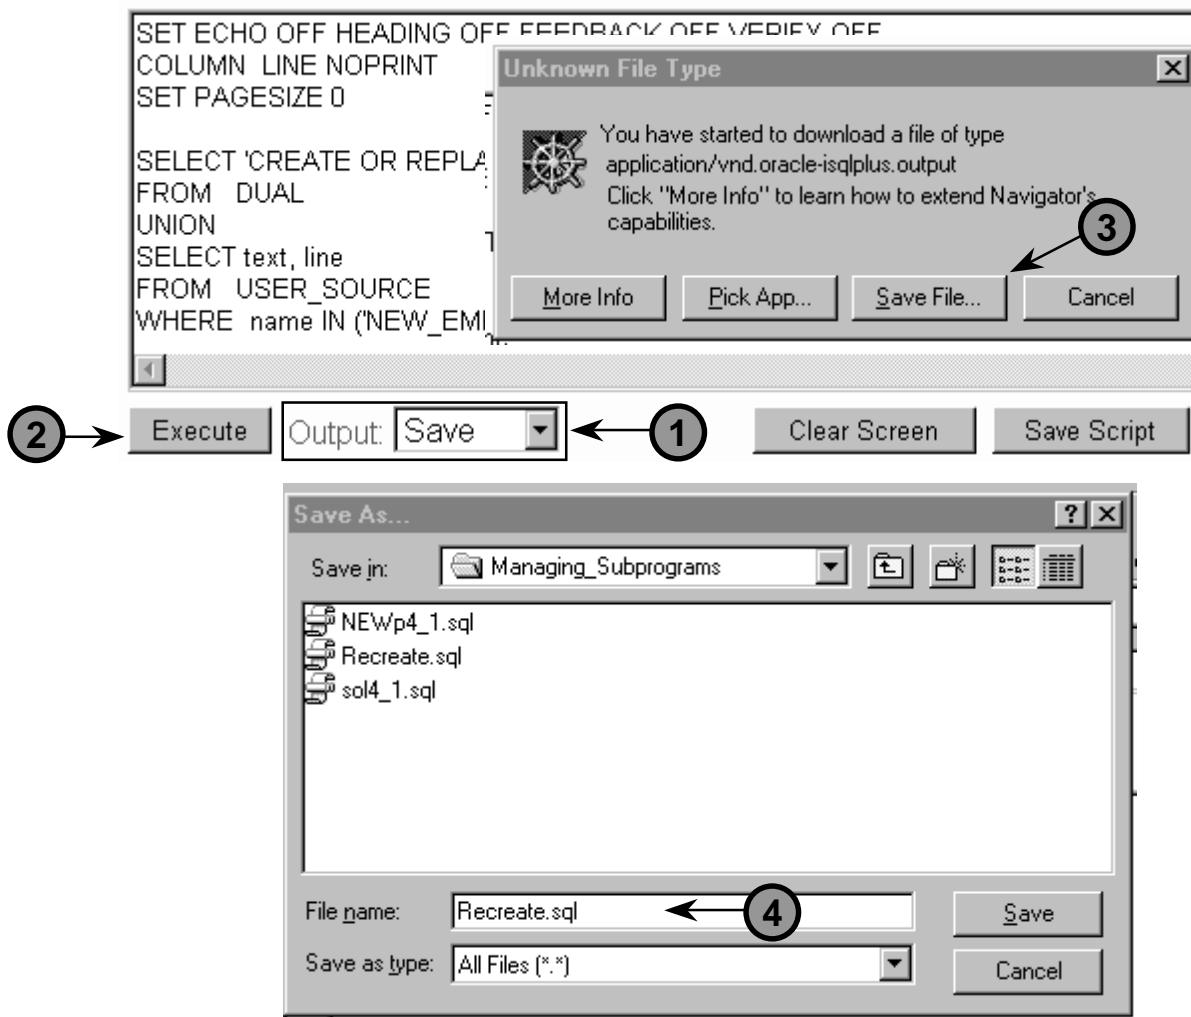 SET ECHO OFF HEADING OFF FEEDBACK OFF VERIFY OFF
COLUMN LINE NOPRINT
SET PAGESIZE 0
SELECT 'CREATE OR REPLA
FROM DUAL
UNION
SELECT text, line
FROM USER_SOURCE
WHERE name IN ('NEW_EM
Unknown File Type
You have started to download a file of type
application/vnd.oracle-isqlplus.output
Click "More Info" to learn how to extend Navigator's
capabilities.
3
More Info Pick App... Save File... Cancel
2 Execute Output: Save 1 Clear Screen Save Script
Save As...
Save in: Managing_Subprograms
NEWp4_1.sql
Recreate.sql
sol4_1.sql
File name: Recreate.sql 4 Save
Save as type: All Files (*.*) Cancel